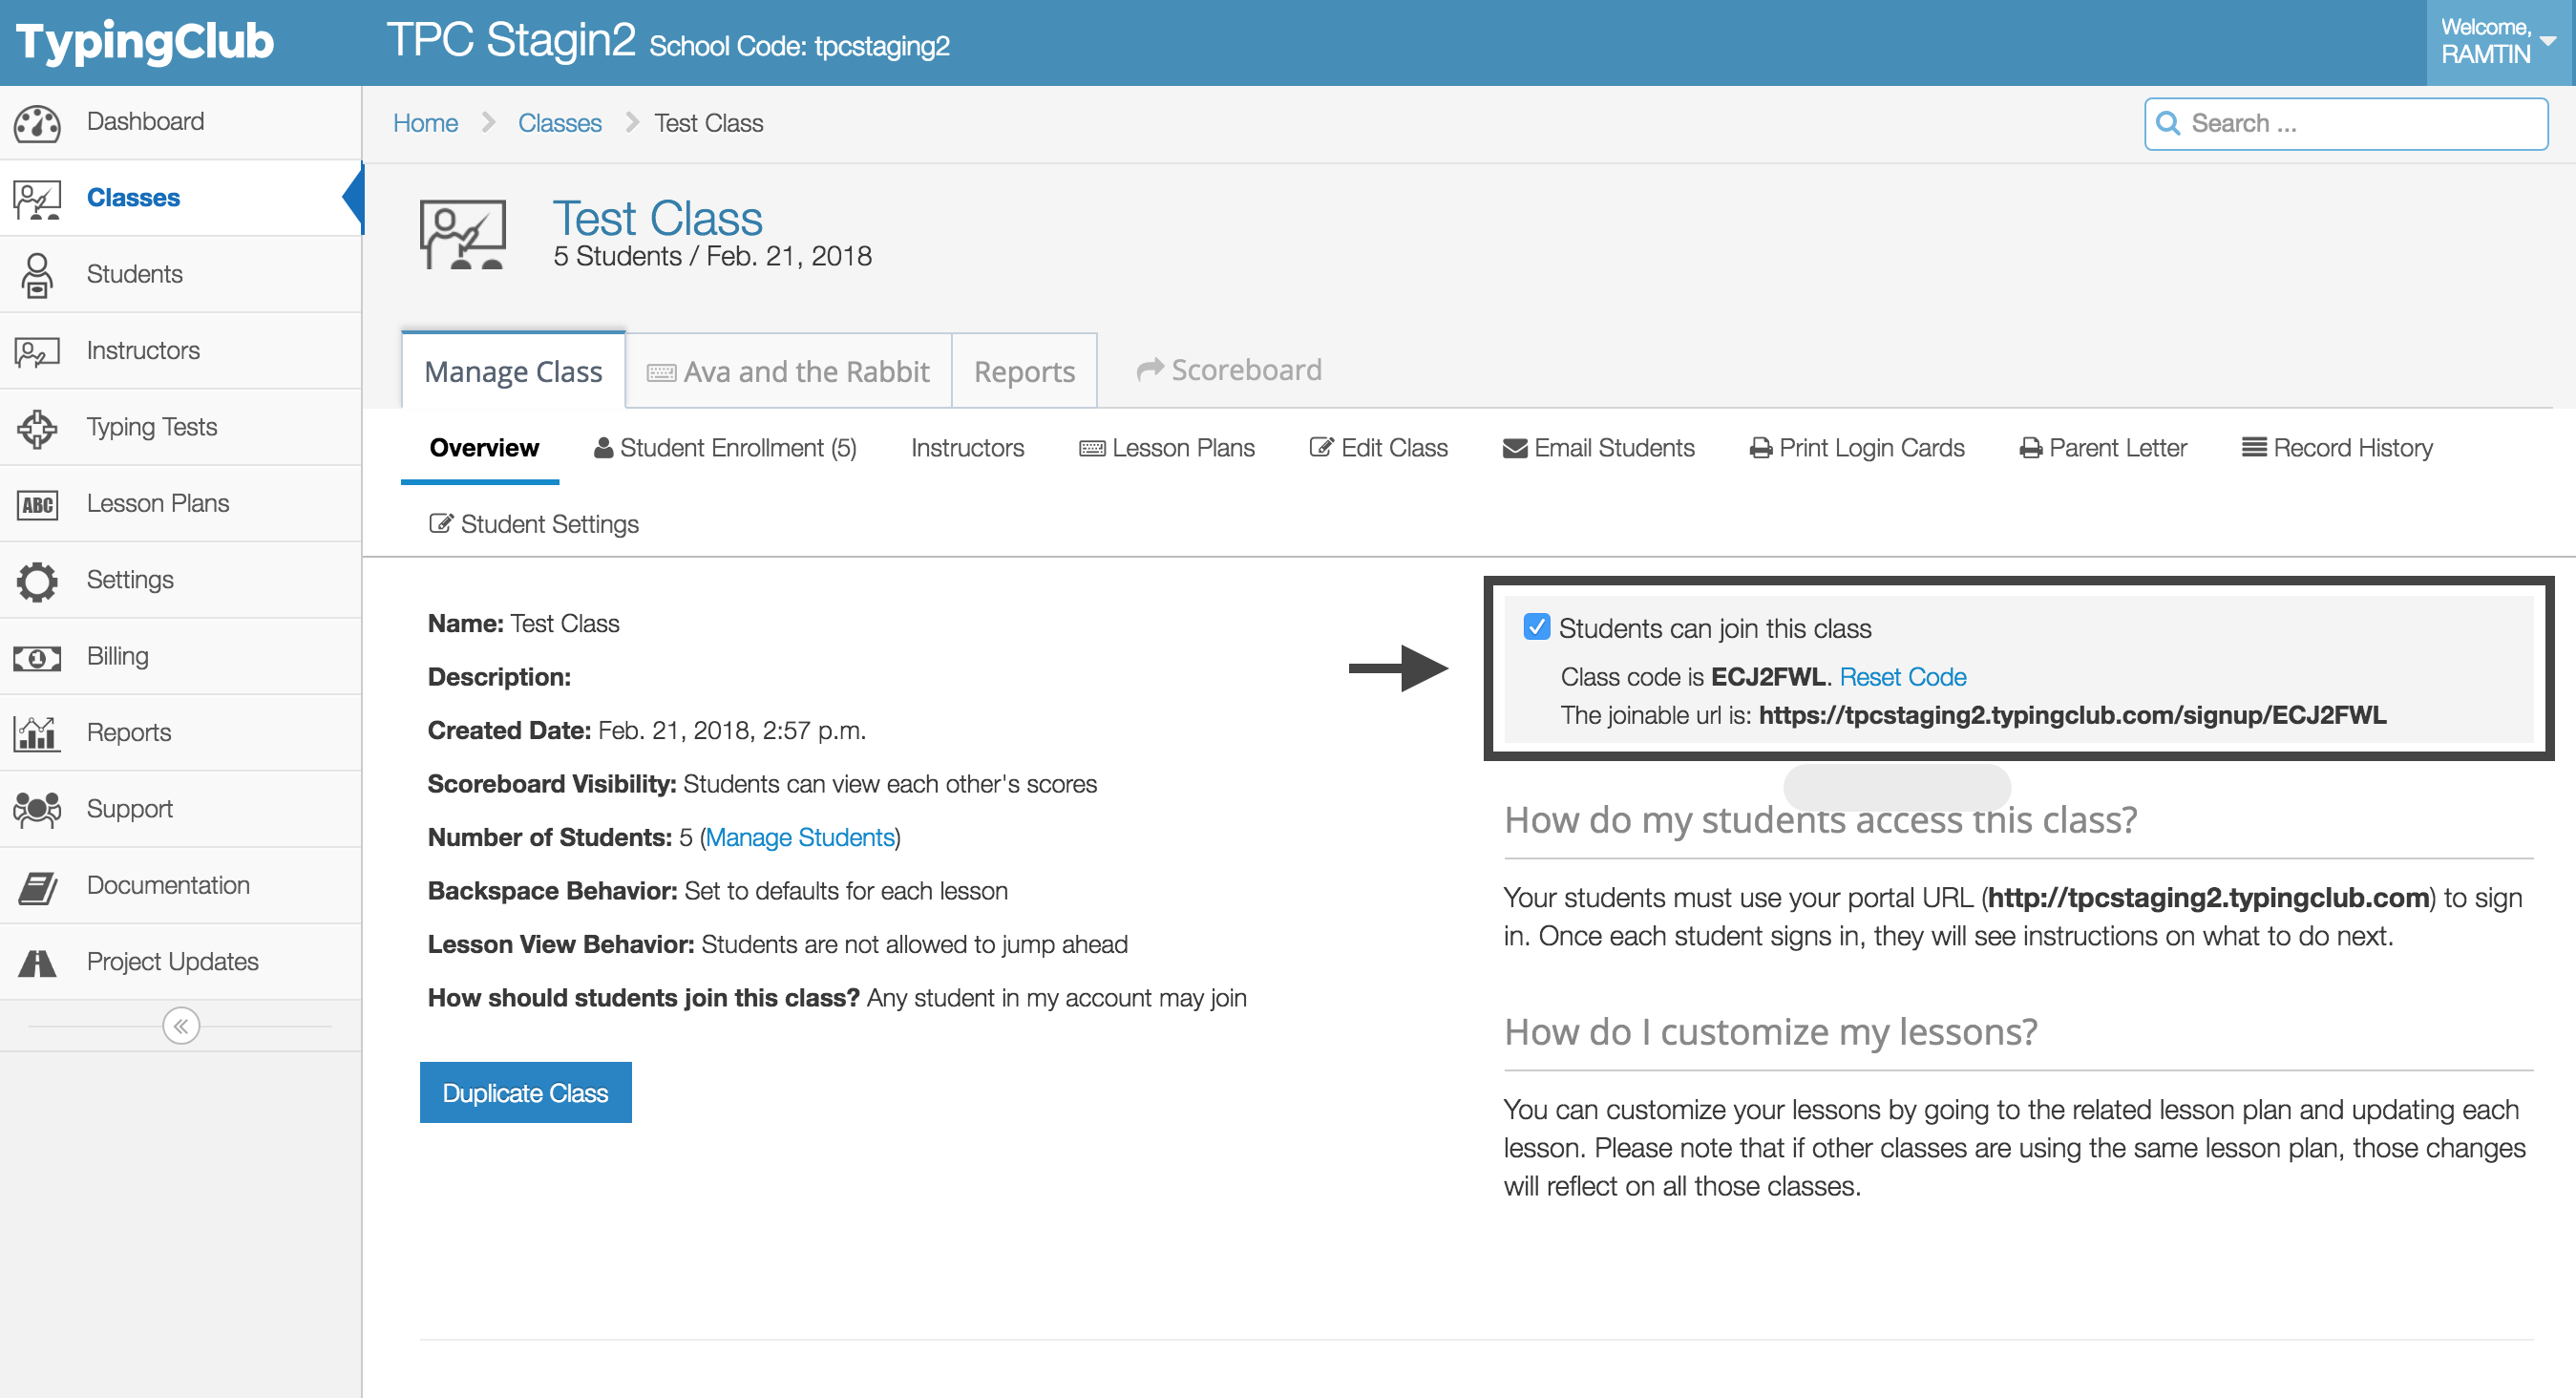 TypingClub
TPC Stagin2 School Code: tpcstaging2
Welcome,
RAMTIN
Dashboard
Classes
Students
Instructors
Typing Tests
ABC
Lesson Plans
Settings
1
Billing
Reports
Support
Documentation
Project Updates
Home
Classes
Test Class
Search ...
Test Class
5 Students / Feb. 21, 2018
Manage Class
Ava and the Rabbit
Reports
Scoreboard
Overview
Student Enrollment (5)
Instructors
Lesson Plans
Edit Class
Email Students
Print Login Cards
Parent Letter
Record History
Student Settings
Name: Test Class
Description:
Created Date: Feb. 21, 2018, 2:57 p.m.
Scoreboard Visibility: Students can view each other's scores
Number of Students: 5 (Manage Students)
Backspace Behavior: Set to defaults for each lesson
Lesson View Behavior: Students are not allowed to jump ahead
How should students join this class? Any student in my account may join
Duplicate Class
Students can join this class
Class code is ECJ2FWL. Reset Code
The joinable url is: https://tpcstaging2.typingclub.com/signup/ECJ2FWL
How do my students access this class?
Your students must use your portal URL (http://tpcstaging2.typingclub.com) to sign
in. Once each student signs in, they will see instructions on what to do next.
How do I customize my lessons?
You can customize your lessons by going to the related lesson plan and updating each
lesson. Please note that if other classes are using the same lesson plan, those changes
will reflect on all those classes.